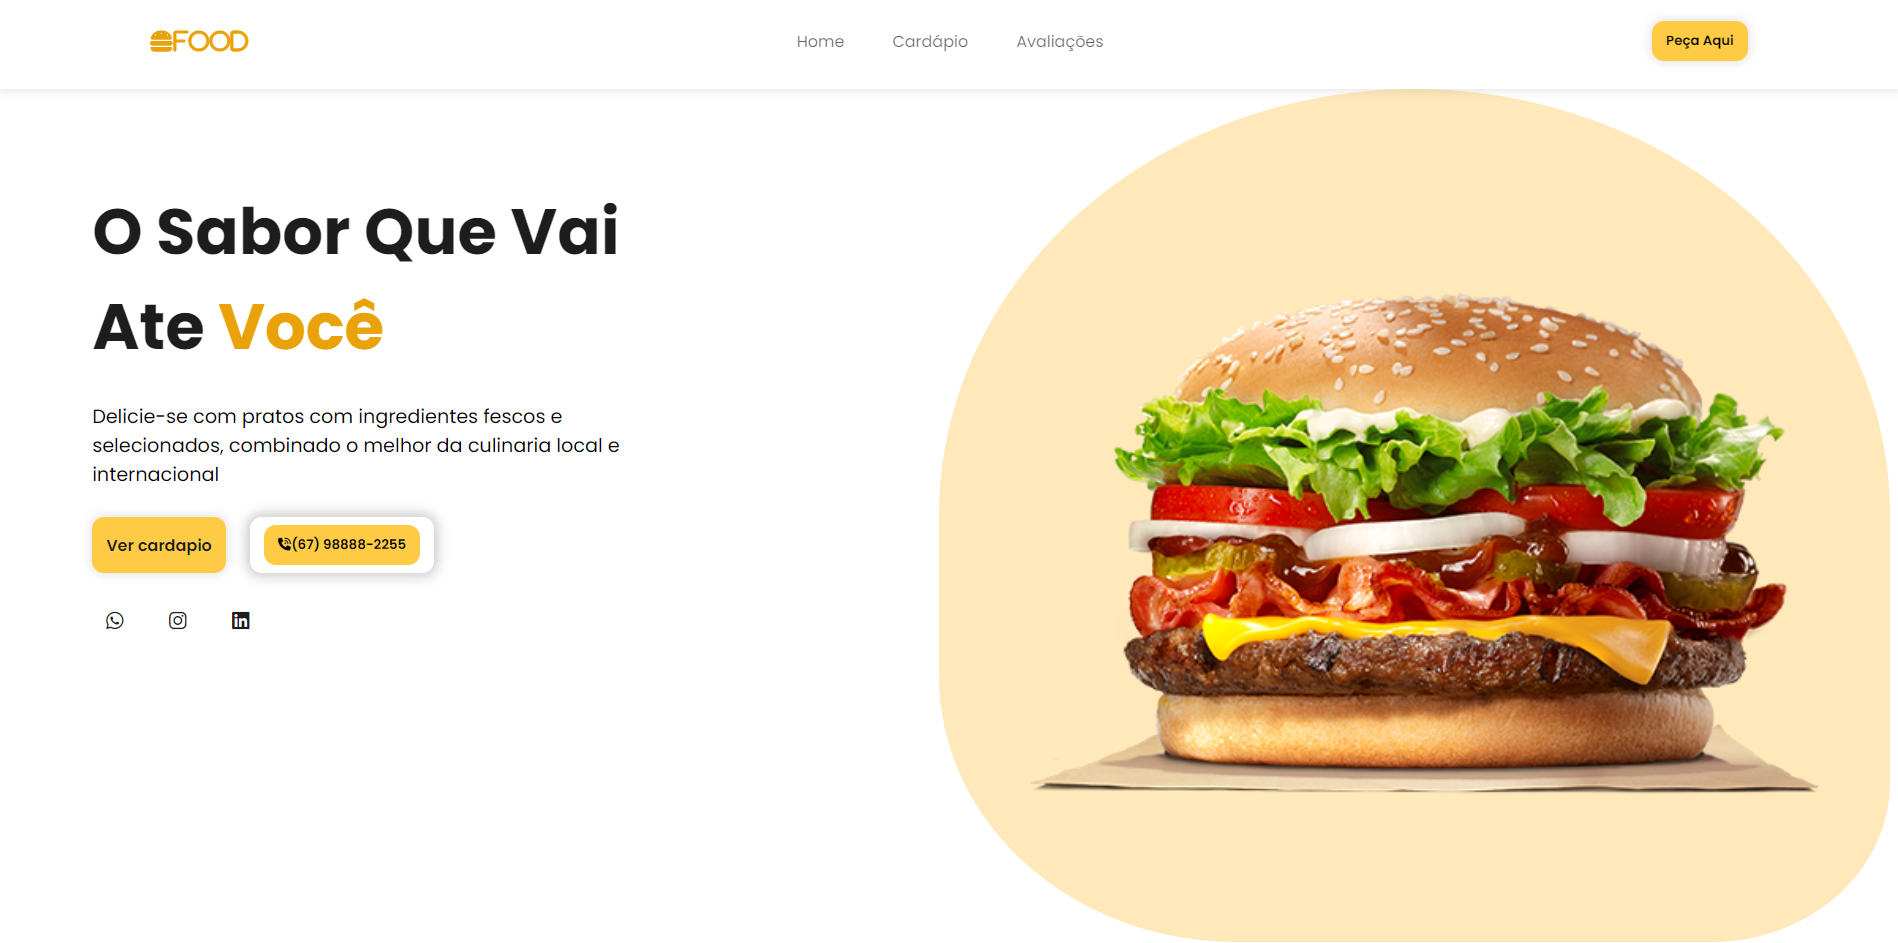 FOOD
Home
Cardápio
Avaliações
Peça Aqui
O Sabor Que Vai
Ate Você
Delicie-se com pratos com ingredientes fescos e
selecionados, combinado o melhor da culinaria local e
internacional
Ver cardapio
(67) 98888-2255